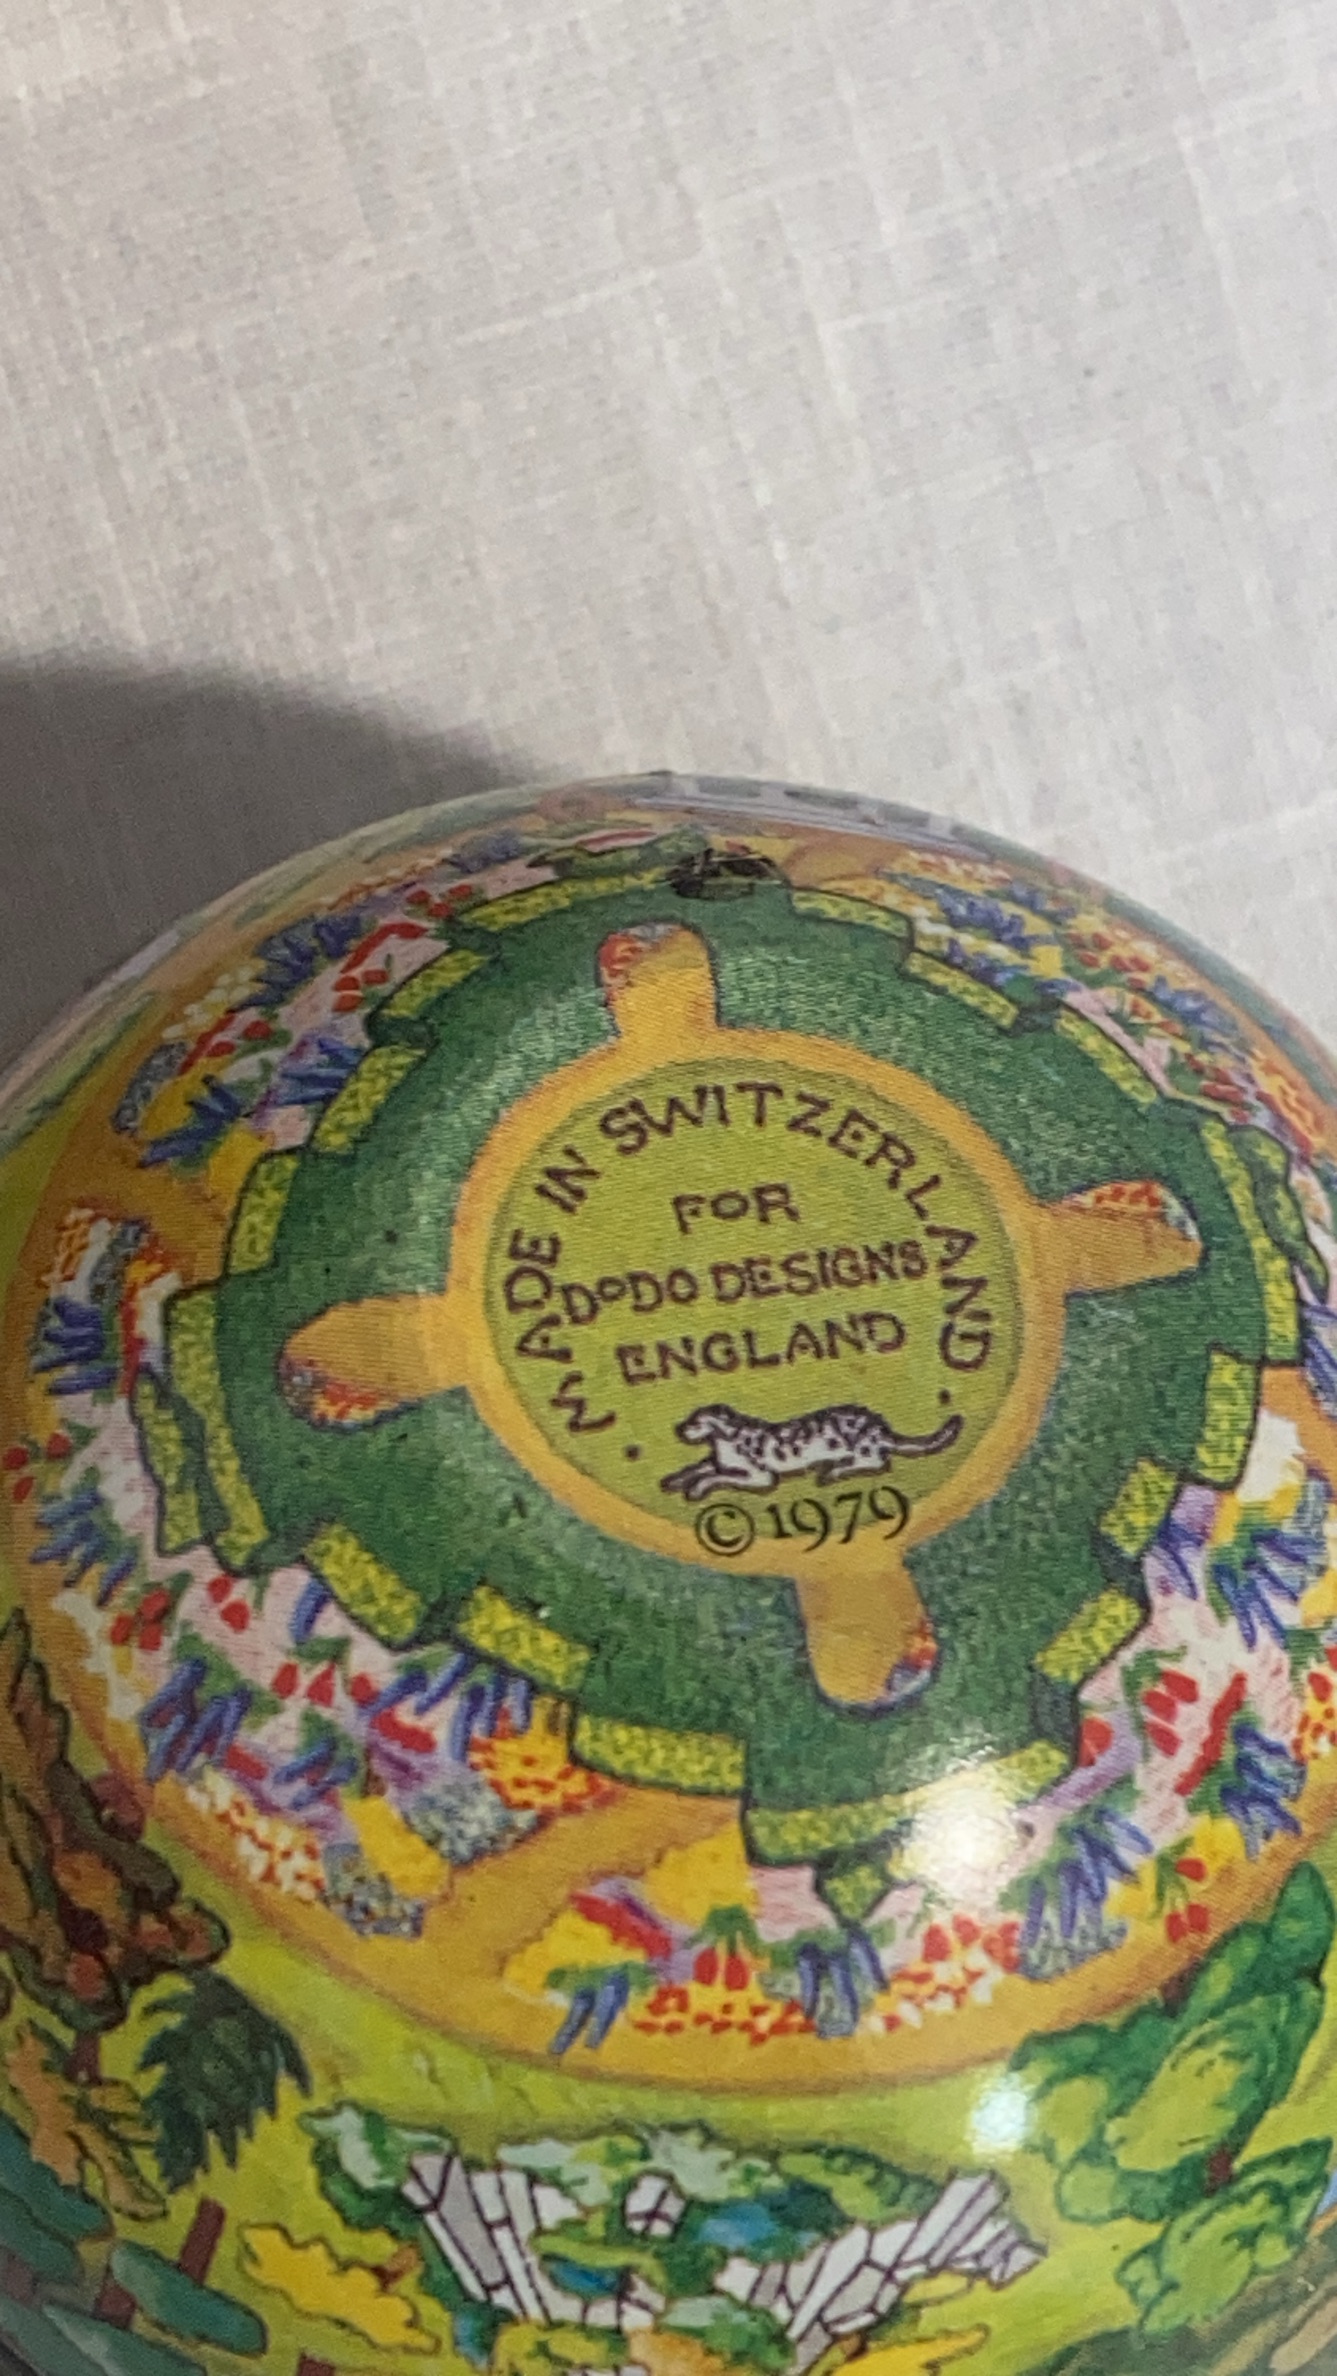 · MADE IN SWITZERLAND ·
FOR
DODO DESIGNS
ENGLAND
© 1979